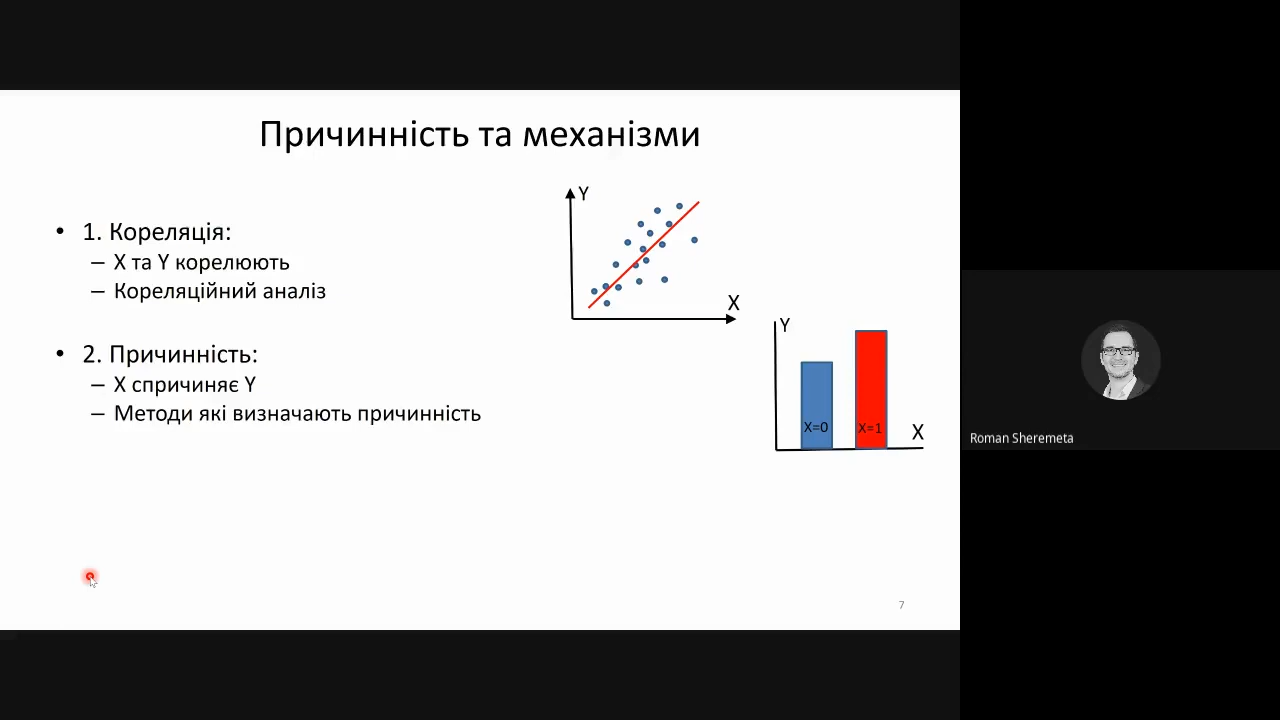 Причинність та механізми
• 1. Кореляція:
– X та Y корелюють
– Кореляційний аналіз
• 2. Причинність:
– X спричиняє Y
– Методи які визначають причинність
Y
X
Y
X=0
X=1
X
7
Roman Sheremeta